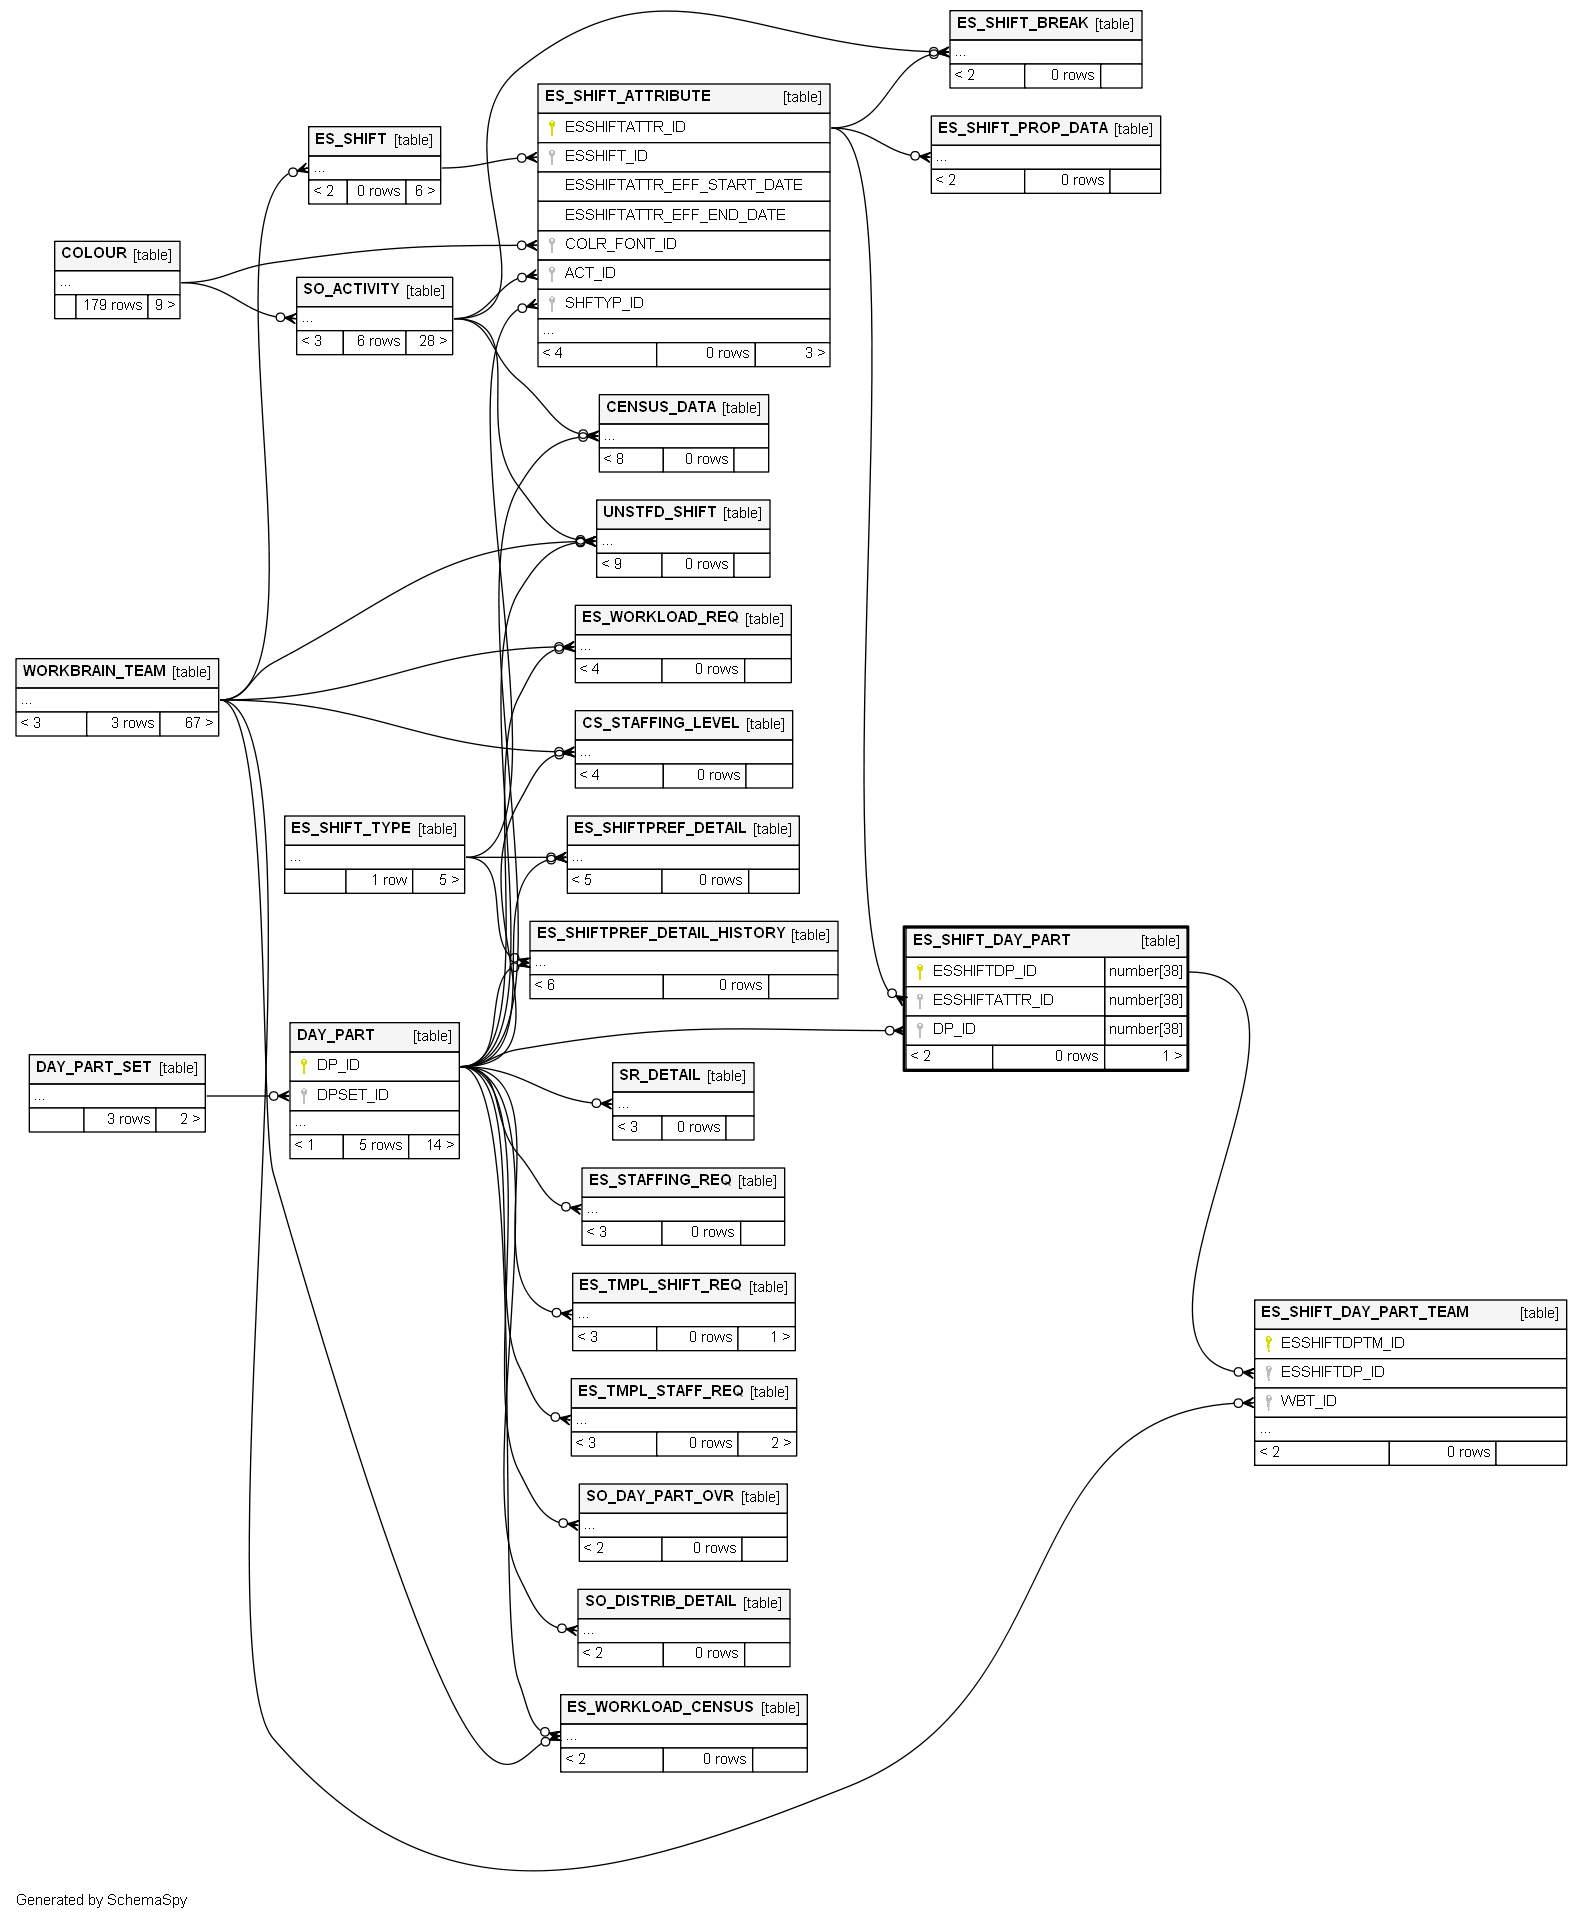 ES_SHIFT_BREAK [table]
...
< 2 0 rows
ES_SHIFT_ATTRIBUTE [table]
ESSHIFTATTR_ID
ESSHIFT_ID
ESSHIFTATTR_EFF_START_DATE
ESSHIFTATTR_EFF_END_DATE
COLR_FONT_ID
ACT_ID
SHFTYP_ID
...
< 4 0 rows 3 >
ES_SHIFT_PROP_DATA [table]
...
< 2 0 rows
ES_SHIFT [table]
...
< 2 0 rows 6 >
COLOUR [table]
...
179 rows 9 >
SO_ACTIVITY [table]
...
< 3 6 rows 28 >
CENSUS_DATA [table]
...
< 8 0 rows
UNSTFD_SHIFT [table]
...
< 9 0 rows
ES_WORKLOAD_REQ [table]
...
< 4 0 rows
WORKBRAIN_TEAM [table]
...
< 3 3 rows 67 >
CS_STAFFING_LEVEL [table]
...
< 4 0 rows
ES_SHIFT_TYPE [table]
...
1 row 5 >
ES_SHIFTPREF_DETAIL [table]
...
< 5 0 rows
ES_SHIFTPREF_DETAIL_HISTORY [table]
...
< 6 0 rows
ES_SHIFT_DAY_PART [table]
ESSHIFTDP_ID number[38]
ESSHIFTATTR_ID number[38]
DP_ID number[38]
< 2 0 rows 1 >
DAY_PART [table]
DP_ID
DPSET_ID
...
< 1 5 rows 14 >
DAY_PART_SET [table]
...
3 rows 2 >
SR_DETAIL [table]
...
< 3 0 rows
ES_STAFFING_REQ [table]
...
< 3 0 rows
ES_TMPL_SHIFT_REQ [table]
...
< 3 0 rows 1 >
ES_SHIFT_DAY_PART_TEAM [table]
ESSHIFTDPTM_ID
ESSHIFTDP_ID
WBT_ID
...
< 2 0 rows
ES_TMPL_STAFF_REQ [table]
...
< 3 0 rows 2 >
SO_DAY_PART_OVR [table]
...
< 2 0 rows
SO_DISTRIB_DETAIL [table]
...
< 2 0 rows
ES_WORKLOAD_CENSUS [table]
...
< 2 0 rows
Generated by SchemaSpy